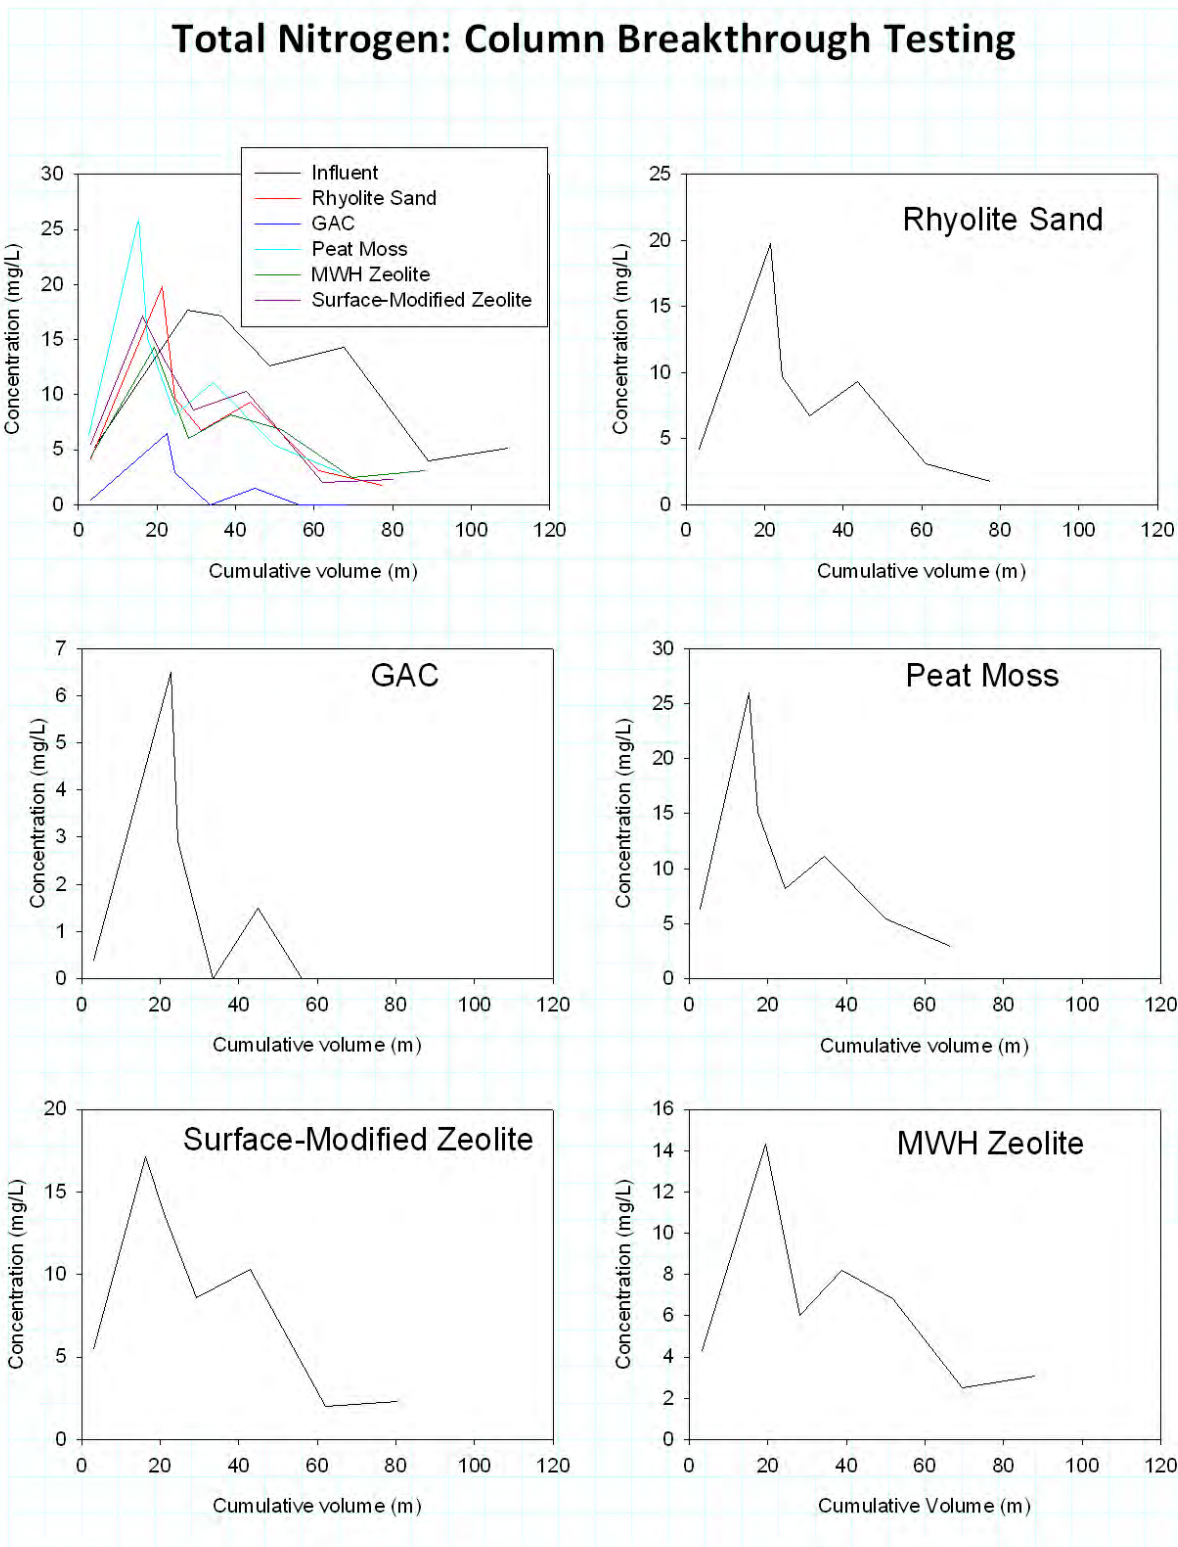 Total Nitrogen: Column Breakthrough Testing
Influent
Rhyolite Sand
GAC
Peat Moss
MWH Zeolite
Surface-Modified Zeolite
30
25
20
15
10
5
0
Concentration (mg/L)
0 20 40 60 80 100 120
Cumulative volume (m)
Rhyolite Sand
25
20
15
10
5
0
Concentration (mg/L)
0 20 40 60 80 100 120
Cumulative volume (m)
GAC
7
6
5
4
3
2
1
0
Concentration (mg/L)
0 20 40 60 80 100 120
Cumulative volume (m)
Peat Moss
30
25
20
15
10
5
0
Concentration (mg/L)
0 20 40 60 80 100 120
Cumulative volume (m)
Surface-Modified Zeolite
20
15
10
5
0
Concentration (mg/L)
0 20 40 60 80 100 120
Cumulative volume (m)
MWH Zeolite
16
14
12
10
8
6
4
2
0
Concentration (mg/L)
0 20 40 60 80 100 120
Cumulative Volume (m)